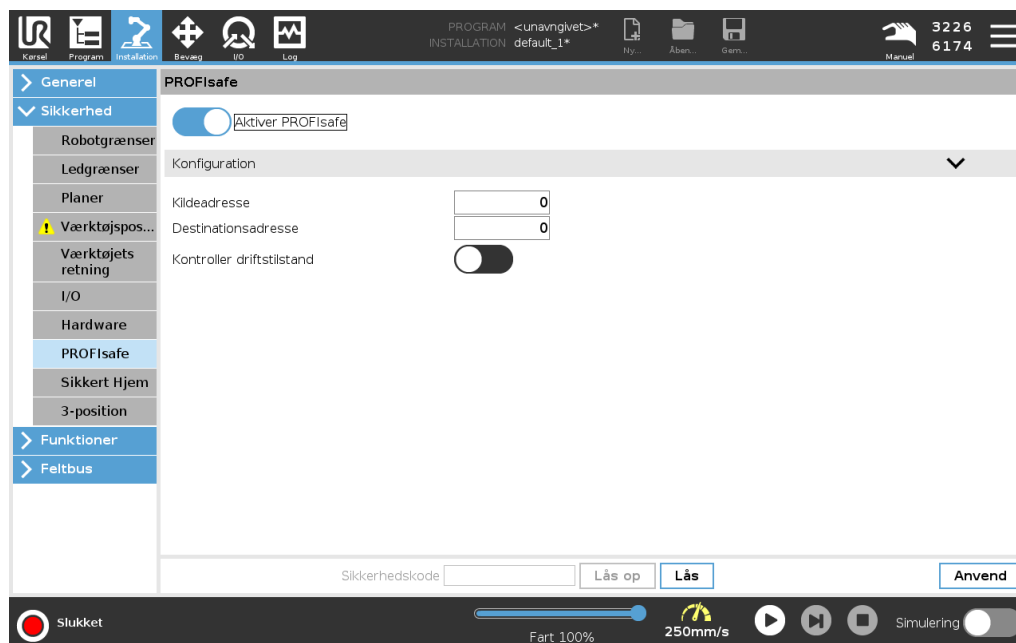 UR
Kørsel
Program
Installation
Bevæg
I/O
Log
PROGRAM <unavngivet>*
INSTALLATION default_1*
Ny...
Åben...
Gem...
Manuel
3226
6174
Generel
Sikkerhed
Robotgrænser
Ledgrænser
Planer
Værktøjspos...
Værktøjets
retning
I/O
Hardware
PROFIsafe
Sikkert Hjem
3-position
Funktioner
Feltbus
PROFIsafe
Aktiver PROFIsafe
Konfiguration
Kildeadresse 0
Destinationsadresse 0
Kontroller driftstilstand
Sikkerhedskode Lås op Lås Anvend
Slukket
Fart 100%
250mm/s
Simulering